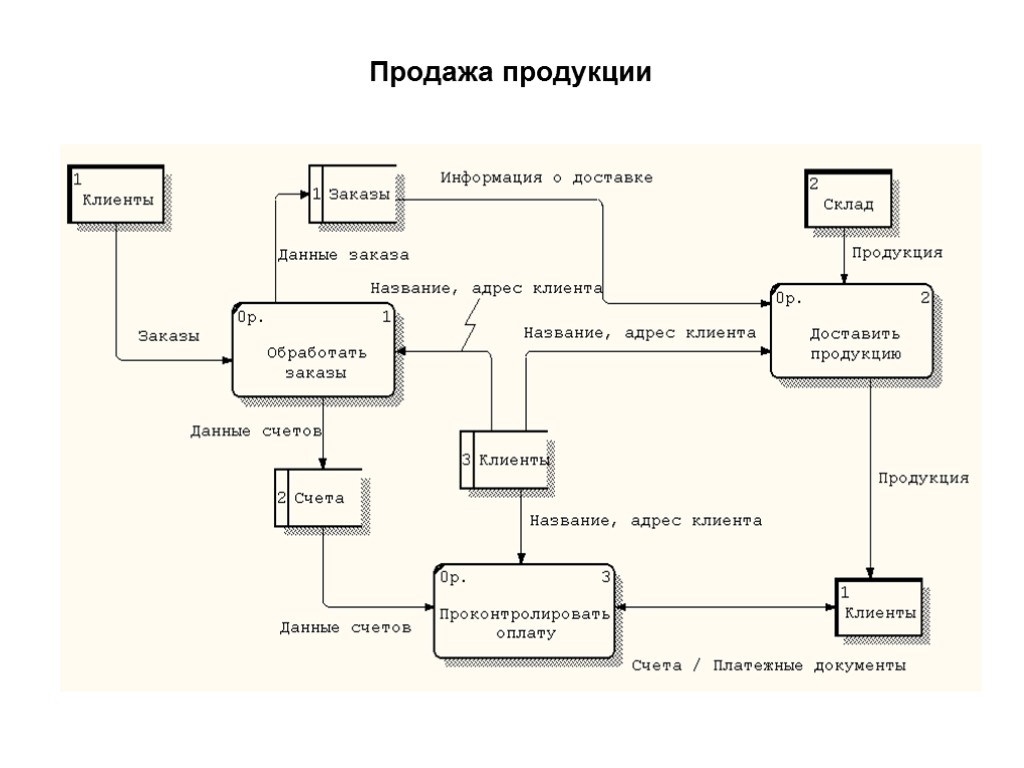 Продажа продукции
1
Клиенты
1 Заказы
Информация о доставке
2
Склад
Данные заказа
Продукция
Название, адрес клиента
0р. 1
Обработать
заказы
0р. 2
Доставить
продукцию
Заказы
Название, адрес клиента
Данные счетов
3 Клиенты
2 Счета
Продукция
Название, адрес клиента
0р. 3
Проконтролировать
оплату
1
Клиенты
Данные счетов
Счета / Платежные документы